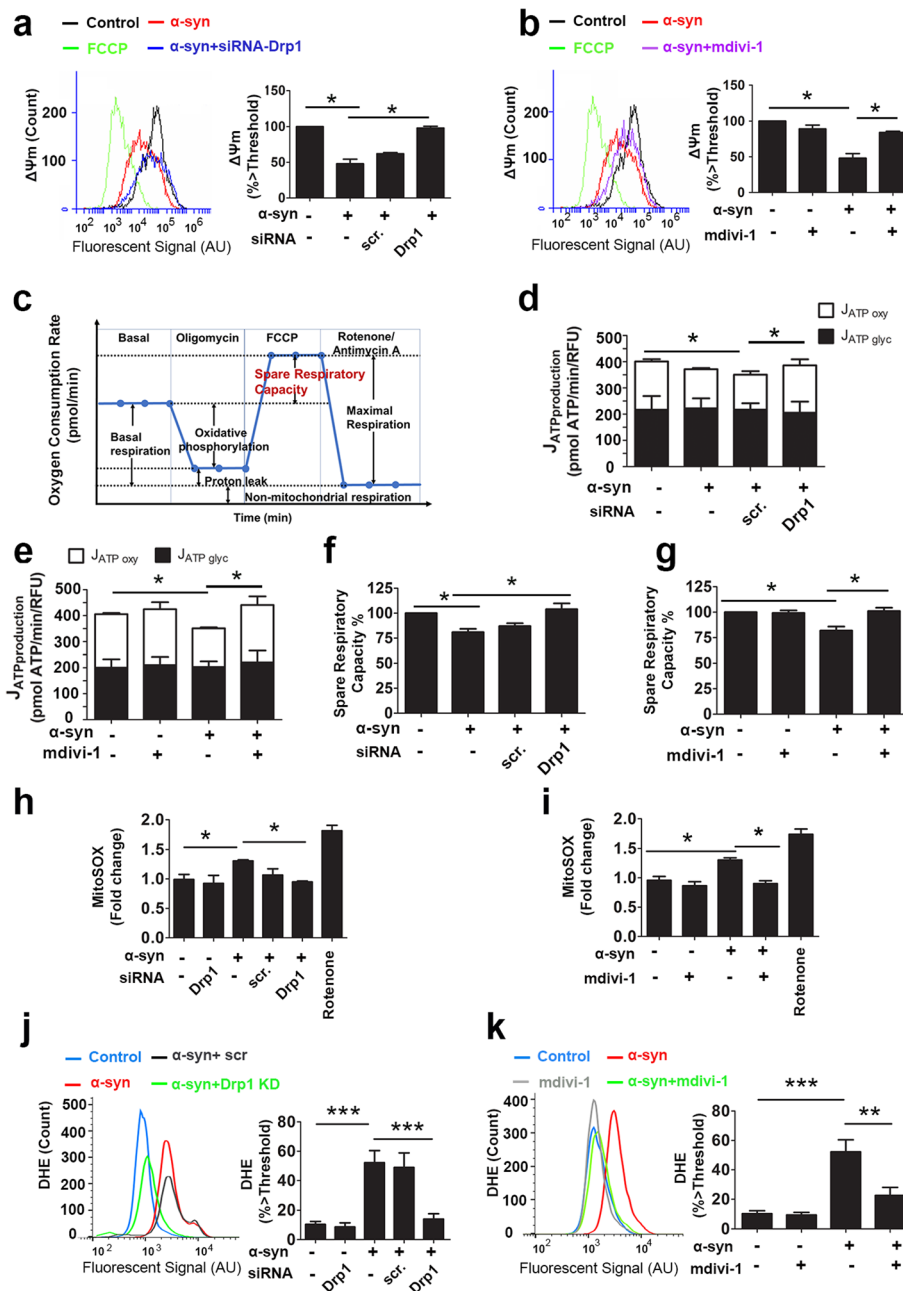 a
Control α-syn
FCCP α-syn+siRNA-Drp1
ΔΨm (Count)
200
100
0
10² 10³ 10⁴ 10⁵ 10⁶
Fluorescent Signal (AU)
ΔΨm
(%>Threshold)
150
100
50
0
* *
α-syn - + + +
siRNA - - scr. Drp1
b
Control α-syn
FCCP α-syn+mdivi-1
ΔΨm (Count)
200
100
0
10² 10³ 10⁴ 10⁵ 10⁶
Fluorescent Signal (AU)
ΔΨm
(%>Threshold)
150
100
50
0
* *
α-syn - - + +
mdivi-1 - + - +
c
Oxygen Consumption Rate
(pmol/min)
Basal Oligomycin FCCP Rotenone/
Antimycin A
Spare Respiratory
Capacity
Maximal
Respiration
Basal
respiration
Oxidative
phosphorylation
Proton leak
Non-mitochondrial respiration
Time (min)
d
JATP oxy
JATP glyc
JATPproduction
(pmol ATP/min/RFU)
500
400
300
200
100
0
* *
α-syn - + + +
siRNA - - scr. Drp1
e
JATP oxy JATP glyc
JATPproduction
(pmol ATP/min/RFU)
500
400
300
200
100
0
* *
α-syn - - + +
mdivi-1 - + - +
f
Spare Respiratory
Capacity %
125
100
75
50
25
0
* *
α-syn - + + +
siRNA - - scr. Drp1
g
Spare Respiratory
Capacity %
125
100
75
50
25
0
* *
α-syn - - + +
mdivi-1 - + - +
h
MitoSOX
(Fold change)
2.0
1.5
1.0
0.5
0.0
* *
α-syn - - + + +
siRNA - Drp1 - scr. Drp1
Rotenone
i
MitoSOX
(Fold change)
2.0
1.5
1.0
0.5
0.0
* *
α-syn - - + +
mdivi-1 - + - +
Rotenone
j
Control α-syn+ scr
α-syn α-syn+Drp1 KD
DHE (Count)
500
400
300
200
100
0
10² 10³ 10⁴
Fluorescent Signal (AU)
DHE
(%>Threshold)
80
60
40
20
0
*** ***
α-syn - - + + +
siRNA - Drp1 - scr. Drp1
k
Control α-syn
mdivi-1 α-syn+mdivi-1
DHE (Count)
400
300
200
100
0
10² 10³ 10⁴
Fluorescent Signal (AU)
DHE
(%>Threshold)
80
60
40
20
0
*** **
α-syn - - + +
mdivi-1 - + - +